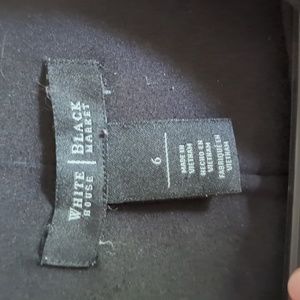 WHITE | BLACK
HOUSE | MARKET
6
MADE IN
VIETNAM
HECHO EN
VIETNAM
FABRIQUÉ EN
VIETNAM